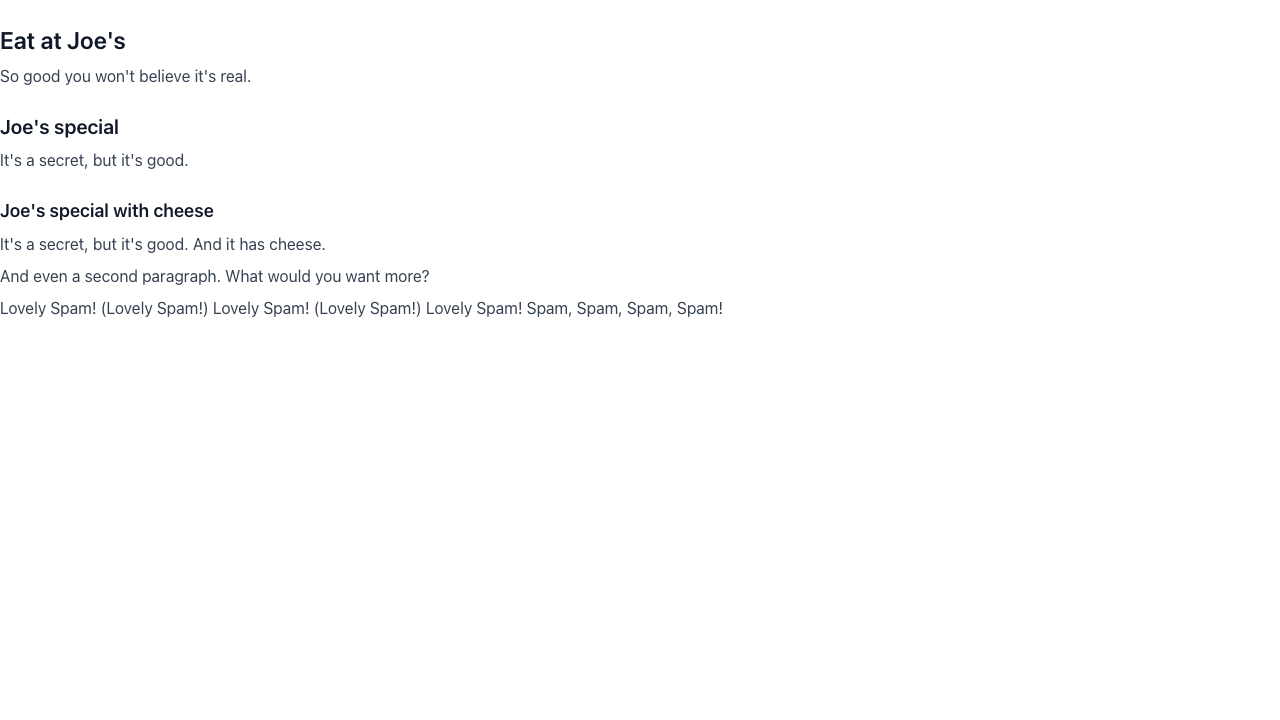 Eat at Joe's
So good you won't believe it's real.
Joe's special
It's a secret, but it's good.
Joe's special with cheese
It's a secret, but it's good. And it has cheese.
And even a second paragraph. What would you want more?
Lovely Spam! (Lovely Spam!) Lovely Spam! (Lovely Spam!) Lovely Spam! Spam, Spam, Spam, Spam!